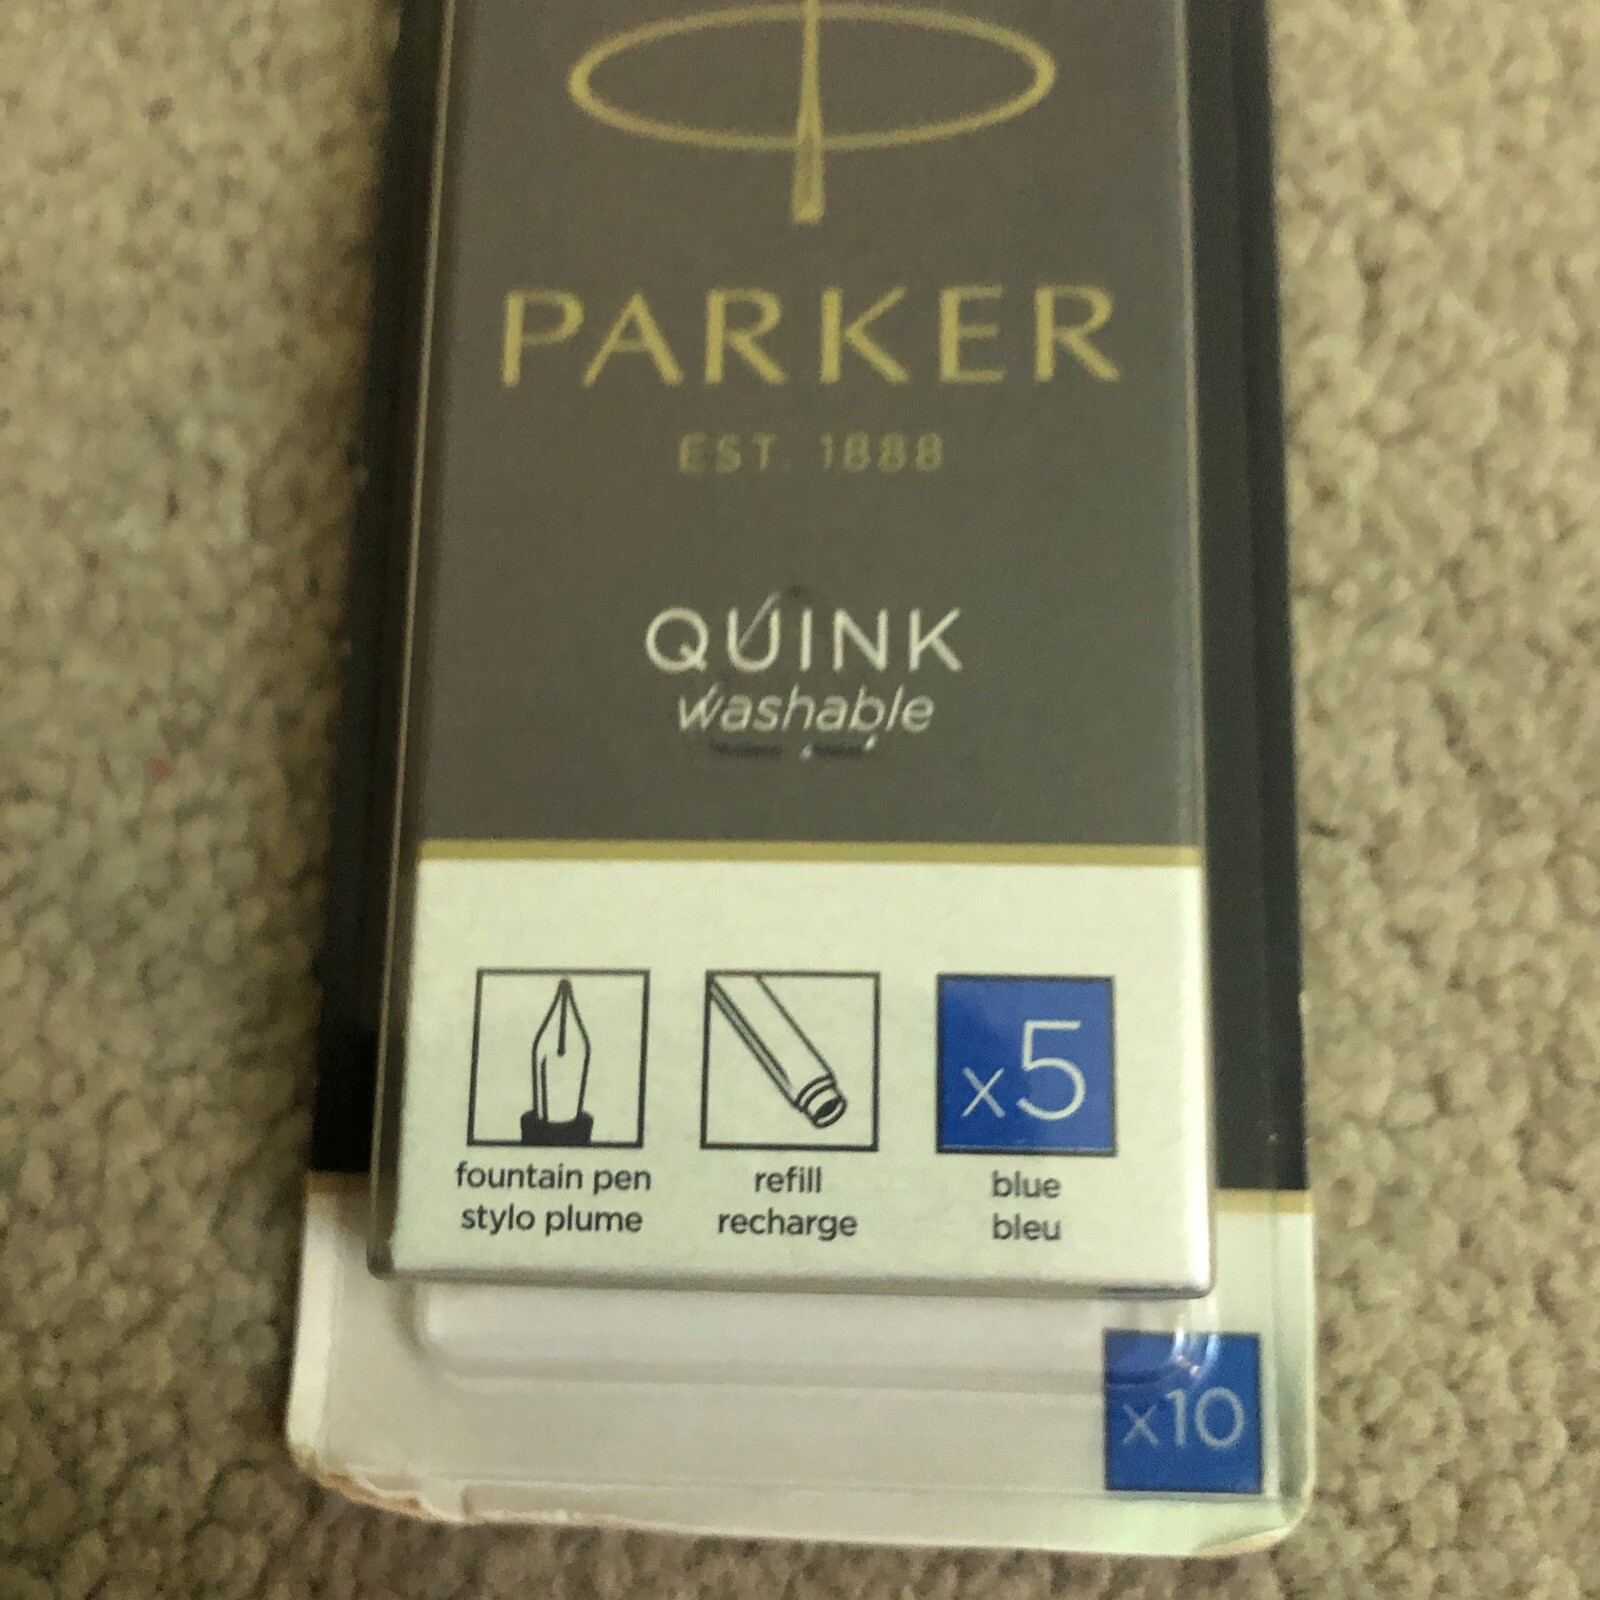 PARKER
EST. 1888
QUINK
washable
x5
fountain pen
stylo plume
refill
recharge
blue
bleu
x10